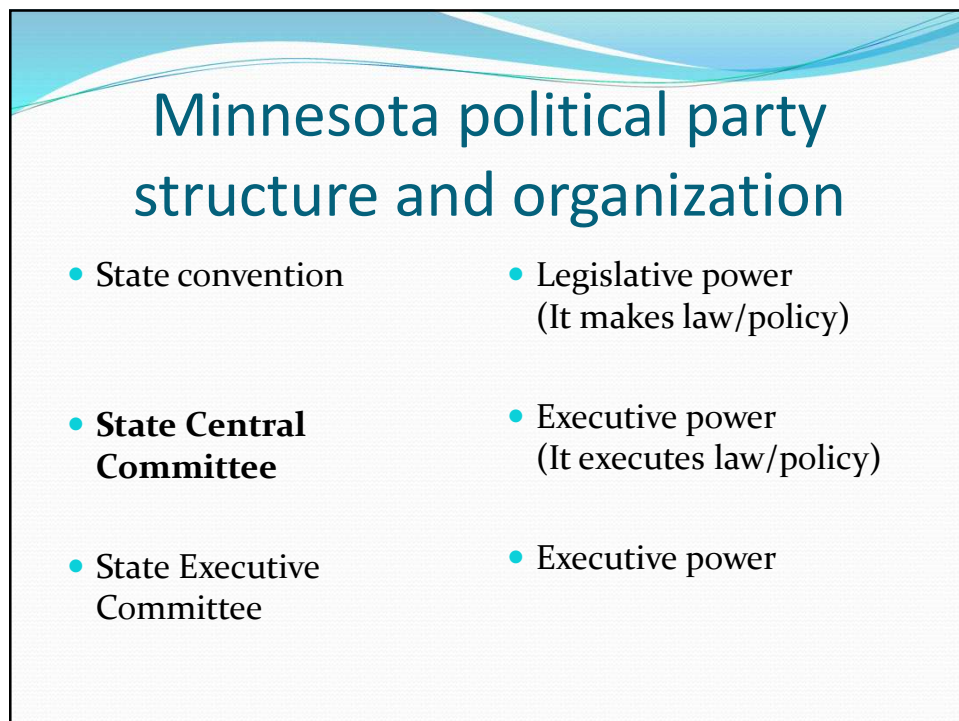 Minnesota political party
structure and organization
• State convention
• State Central
Committee
• State Executive
Committee
• Legislative power
(It makes law/policy)
• Executive power
(It executes law/policy)
• Executive power